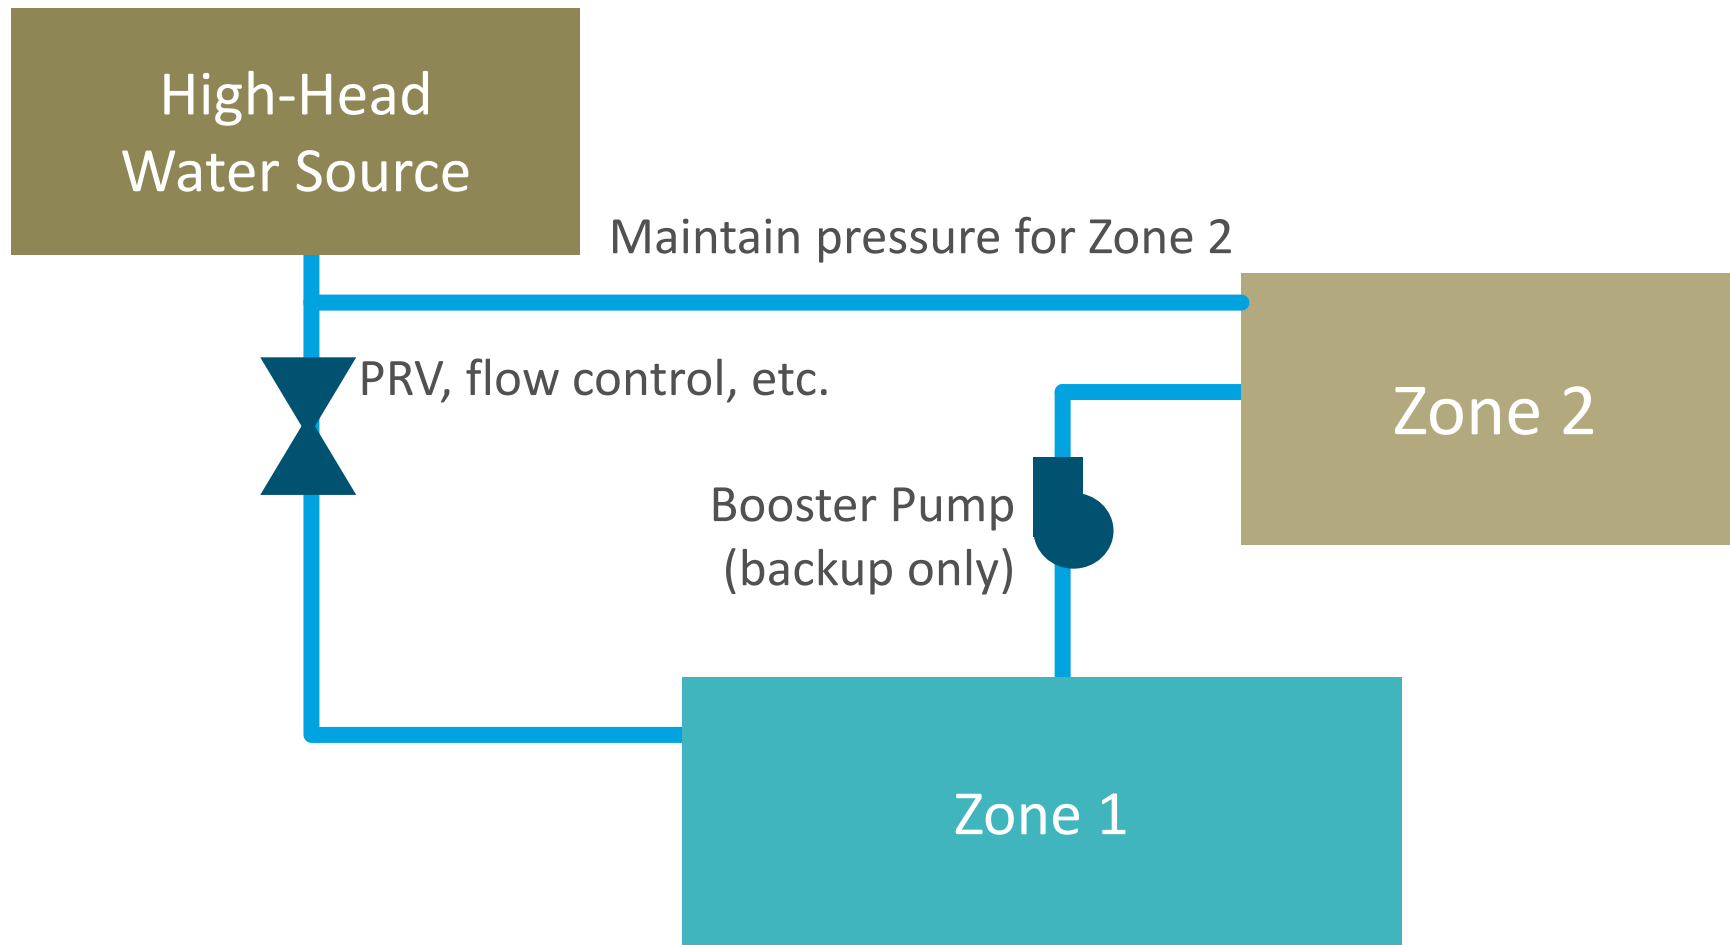 High-Head
Water Source
Maintain pressure for Zone 2
PRV, flow control, etc.
Zone 2
Booster Pump
(backup only)
Zone 1